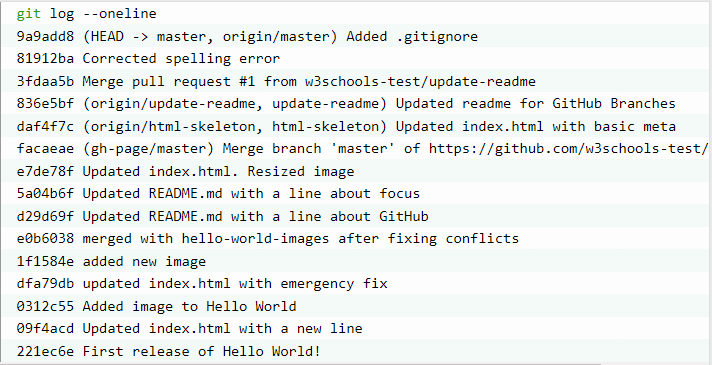 git log --oneline
9a9add8 (HEAD -> master, origin/master) Added .gitignore
81912ba Corrected spelling error
3fdaa5b Merge pull request #1 from w3schools-test/update-readme
836e5bf (origin/update-readme, update-readme) Updated readme for GitHub Branches
daf4f7c (origin/html-skeleton, html-skeleton) Updated index.html with basic meta
facaeae (gh-page/master) Merge branch 'master' of https://github.com/w3schools-test/
e7de78f Updated index.html. Resized image
5a04b6f Updated README.md with a line about focus
d29d69f Updated README.md with a line about GitHub
e0b6038 merged with hello-world-images after fixing conflicts
1f1584e added new image
dfa79db updated index.html with emergency fix
0312c55 Added image to Hello World
09f4acd Updated index.html with a new line
221ec6e First release of Hello World!